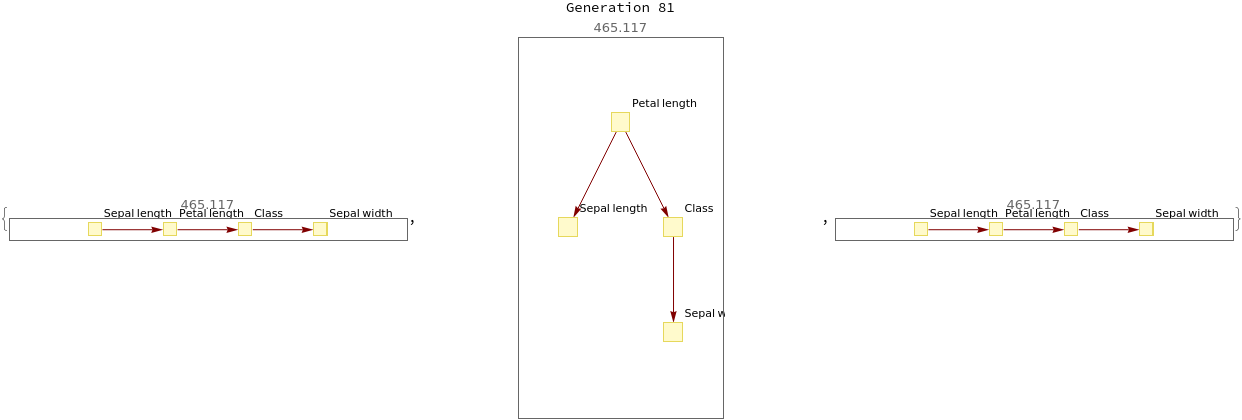 Generation 81
465.117
Petal length
Sepal length Class
Sepal w
{ 465.117
Sepal length Petal length Class Sepal width ,
, 465.117
Sepal length Petal length Class Sepal width }